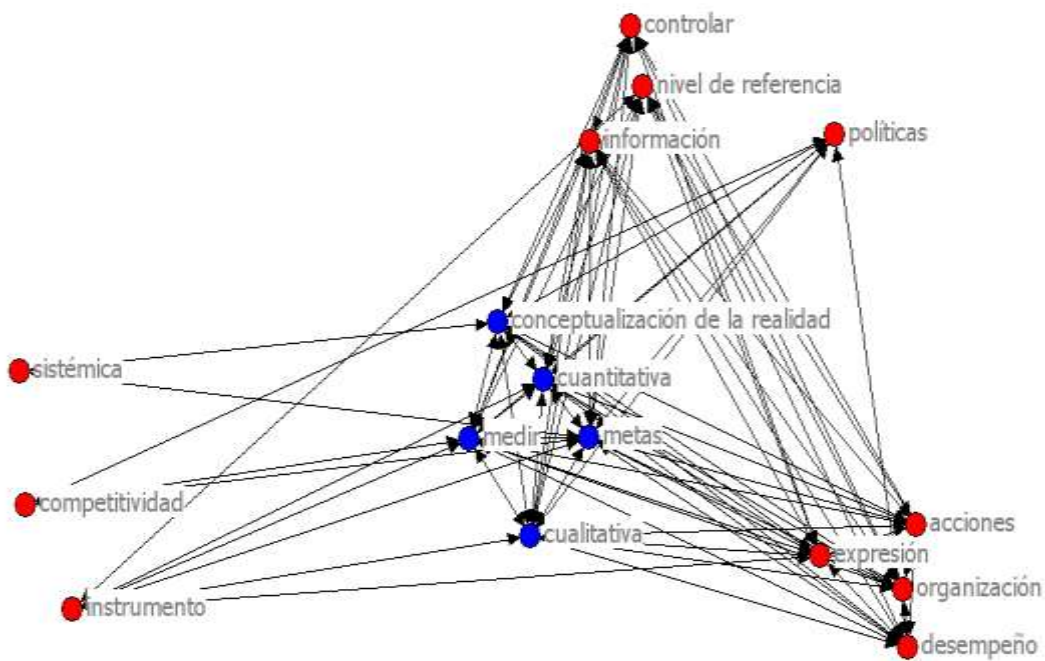 controlar
nivel de referencia
información
políticas
conceptualización de la realidad
sistémica
cuantitativa
medir
metas
competitividad
cualitativa
acciones
expresión
organización
instrumento
desempeño